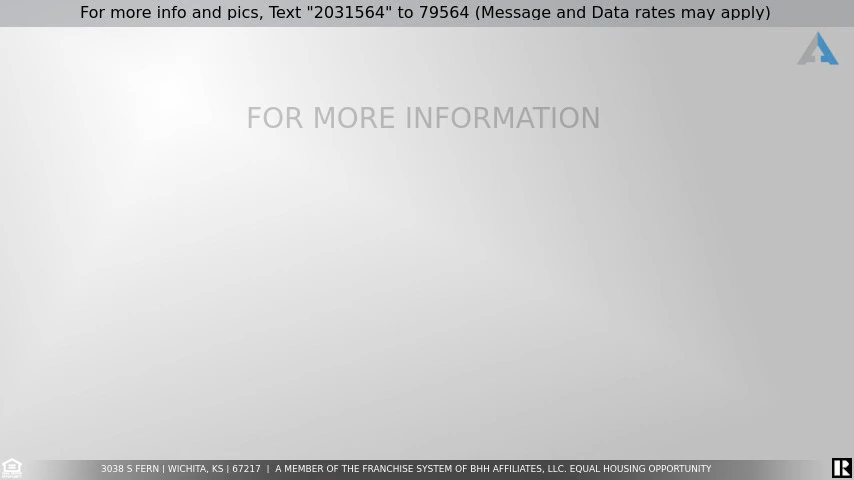 For more info and pics, Text "2031564" to 79564 (Message and Data rates may apply)
FOR MORE INFORMATION
3038 S FERN | WICHITA, KS | 67217 | A MEMBER OF THE FRANCHISE SYSTEM OF BHH AFFILIATES, LLC. EQUAL HOUSING OPPORTUNITY